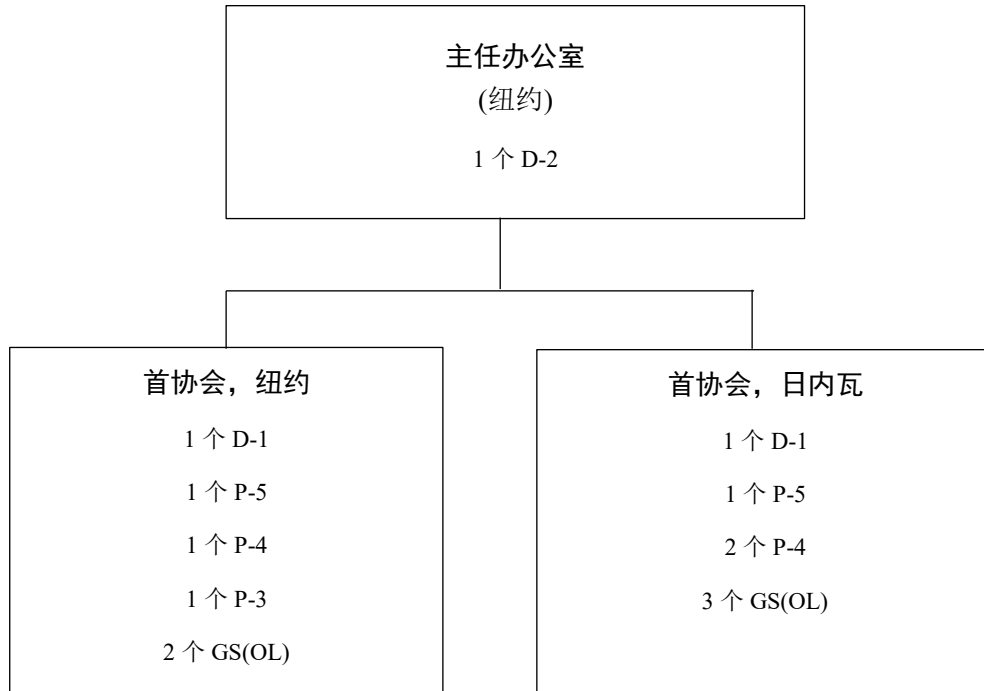 主任办公室
(纽约)
1 个 D-2
首协会，纽约
1 个 D-1
1 个 P-5
1 个 P-4
1 个 P-3
2 个 GS(OL)
首协会，日内瓦
1 个 D-1
1 个 P-5
2 个 P-4
3 个 GS(OL)